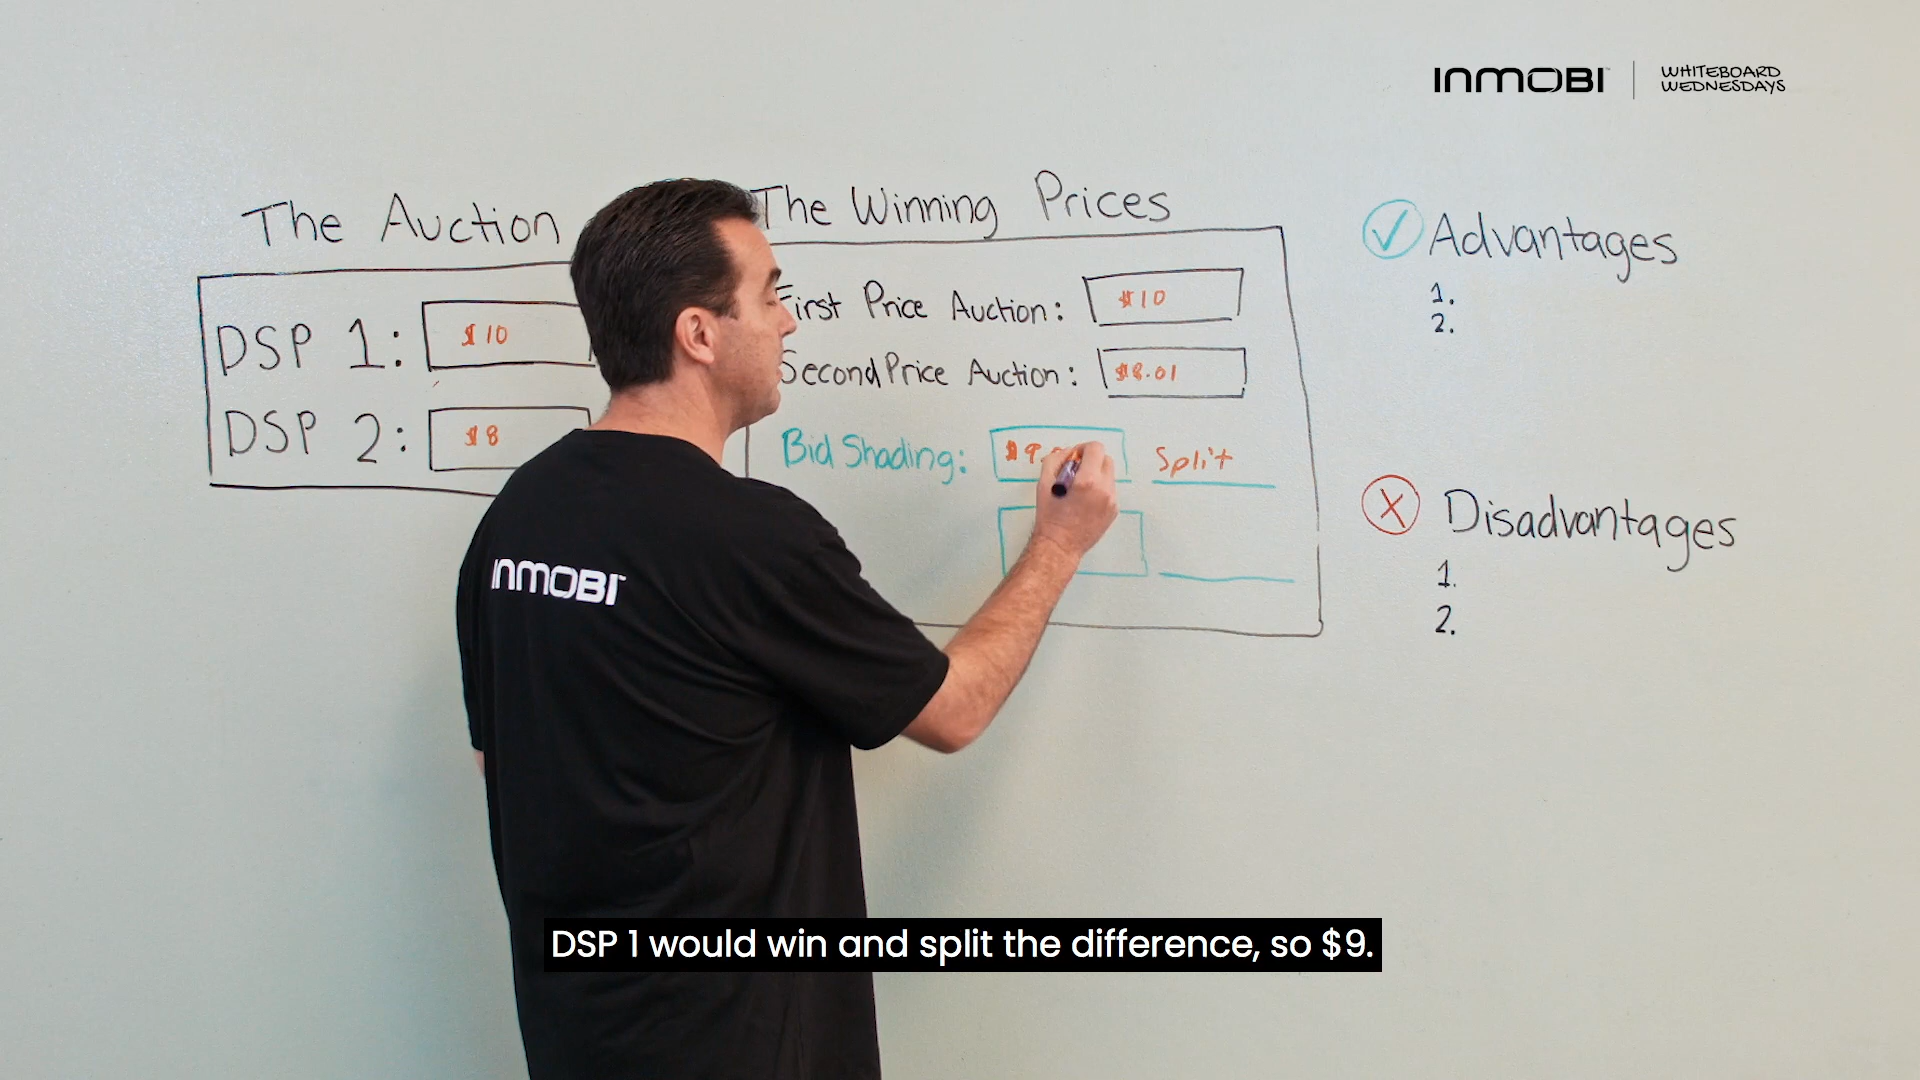 INMOBI
WHITEBOARD
WEDNESDAYS
The Auction
DSP 1: $10
DSP 2: $8
The Winning Prices
First Price Auction: $10
Second Price Auction: $8.01
Bid Shading: $9. Split
Advantages
1.
2.
Disadvantages
1.
2.
INMOBI
DSP 1 would win and split the difference, so $9.